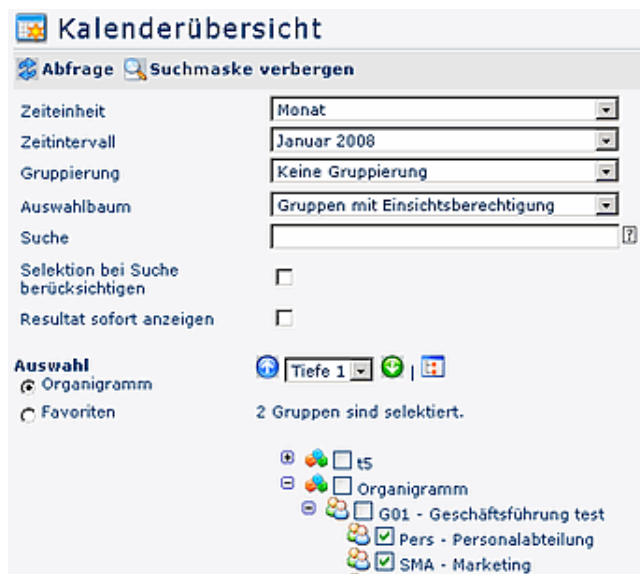 Kalenderübersicht
Abfrage Suchmaske verbergen
Zeiteinheit Monat
Zeitintervall Januar 2008
Gruppierung Keine Gruppierung
Auswahlbaum Gruppen mit Einsichtsberechtigung
Suche ?
Selektion bei Suche
berücksichtigen
Resultat sofort anzeigen
Auswahl Tiefe 1 |
Organigramm
Favoriten 2 Gruppen sind selektiert.
t5
Organigramm
G01 - Geschäftsführung test
Pers - Personalabteilung
SMA - Marketing